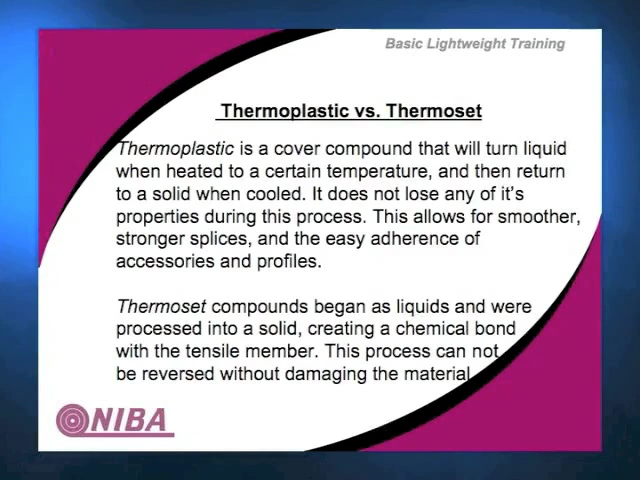 Basic Lightweight Training
Thermoplastic vs. Thermoset
Thermoplastic is a cover compound that will turn liquid
when heated to a certain temperature, and then return
to a solid when cooled. It does not lose any of it's
properties during this process. This allows for smoother,
stronger splices, and the easy adherence of
accessories and profiles.
Thermoset compounds began as liquids and were
processed into a solid, creating a chemical bond
with the tensile member. This process can not
be reversed without damaging the material
NIBA